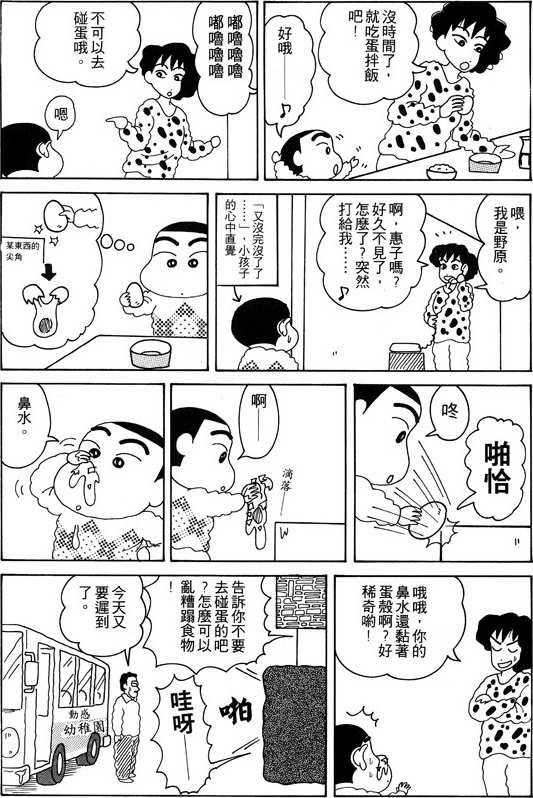 沒時間了，
就吃蛋拌飯
吧！
好哦
嘟嚕嚕嚕
嘟嚕嚕嚕
不可以去
碰蛋哦。
嗯
喂，
我是野原。
啊，惠子嗎？
好久不見了，
怎麼了？突然
打給我……
「又沒完沒了了
……」，小孩子
的心中直覺
某東西的
尖角
咚
啪恰
啊
滴落
鼻水。
哦哦，你的
鼻水還黏著
蛋殼啊？好
稀奇喲！
告訴你不要
去碰蛋的吧
？怎麼可以
亂糟蹋食物
！
啪
哇呀
今天又
要遲到
了。
動感
幼稚園